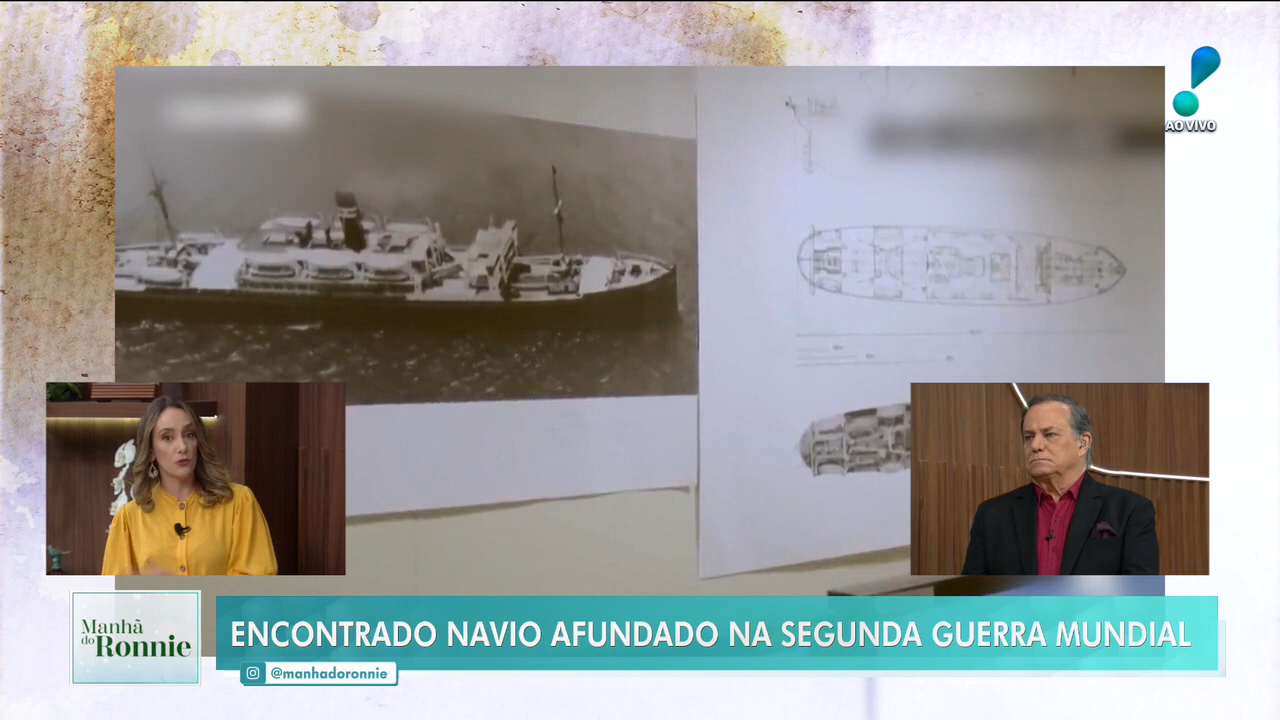 AO VIVO
Manhã
do Ronnie
ENCONTRADO NAVIO AFUNDADO NA SEGUNDA GUERRA MUNDIAL
@manhadoronnie